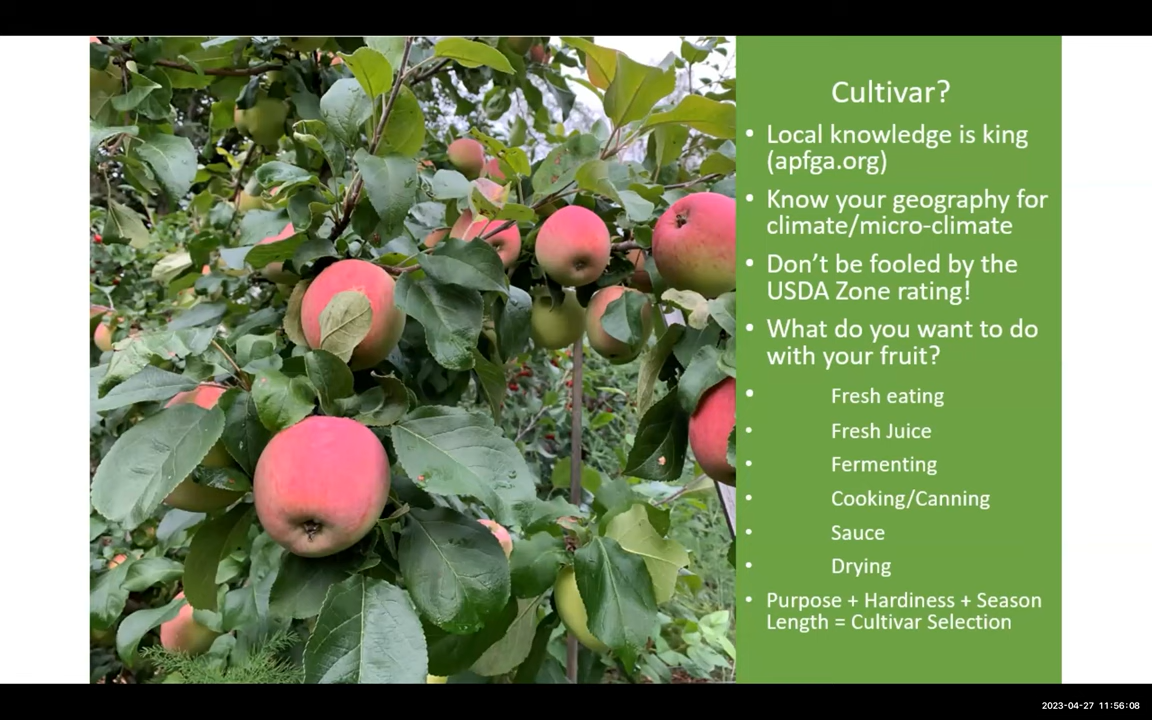 Cultivar?
• Local knowledge is king
(apfga.org)
• Know your geography for
climate/micro-climate
• Don’t be fooled by the
USDA Zone rating!
• What do you want to do
with your fruit?
• Fresh eating
• Fresh Juice
• Fermenting
• Cooking/Canning
• Sauce
• Drying
• Purpose + Hardiness + Season
Length = Cultivar Selection
2023-04-27 11:56:08